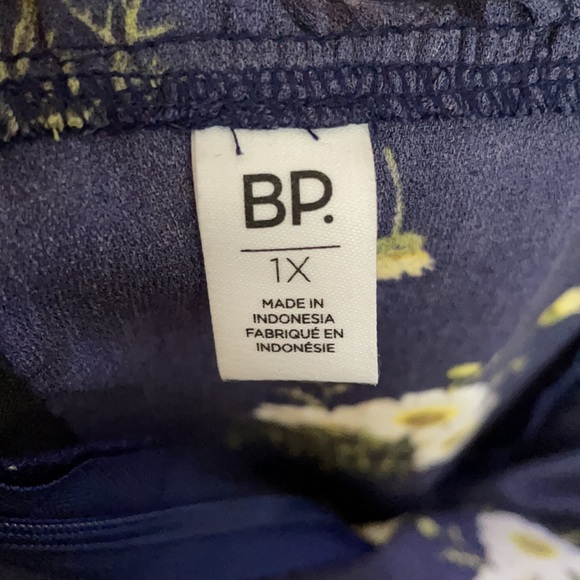 BP.
1X
MADE IN
INDONESIA
FABRIQUÉ EN
INDONÉSIE